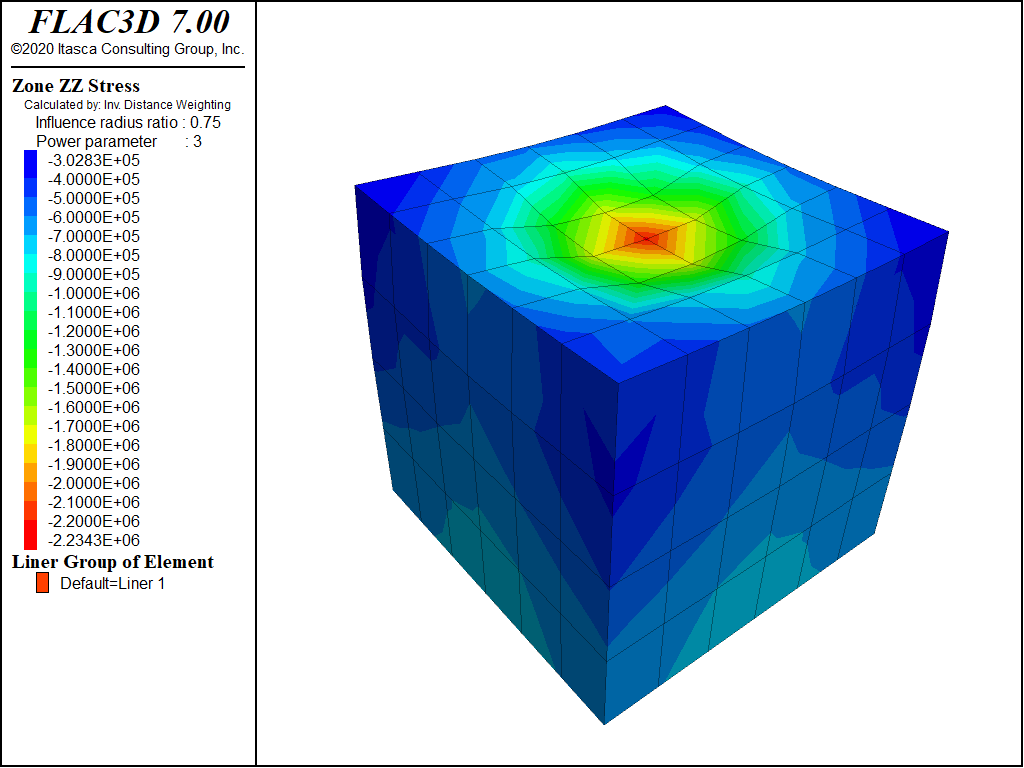 FLAC3D 7.00
©2020 Itasca Consulting Group, Inc.
Zone ZZ Stress
Calculated by: Inv. Distance Weighting
Influence radius ratio : 0.75
Power parameter : 3
-3.0283E+05
-4.0000E+05
-5.0000E+05
-6.0000E+05
-7.0000E+05
-8.0000E+05
-9.0000E+05
-1.0000E+06
-1.1000E+06
-1.2000E+06
-1.3000E+06
-1.4000E+06
-1.5000E+06
-1.6000E+06
-1.7000E+06
-1.8000E+06
-1.9000E+06
-2.0000E+06
-2.1000E+06
-2.2000E+06
-2.2343E+06
Liner Group of Element
Default=Liner 1